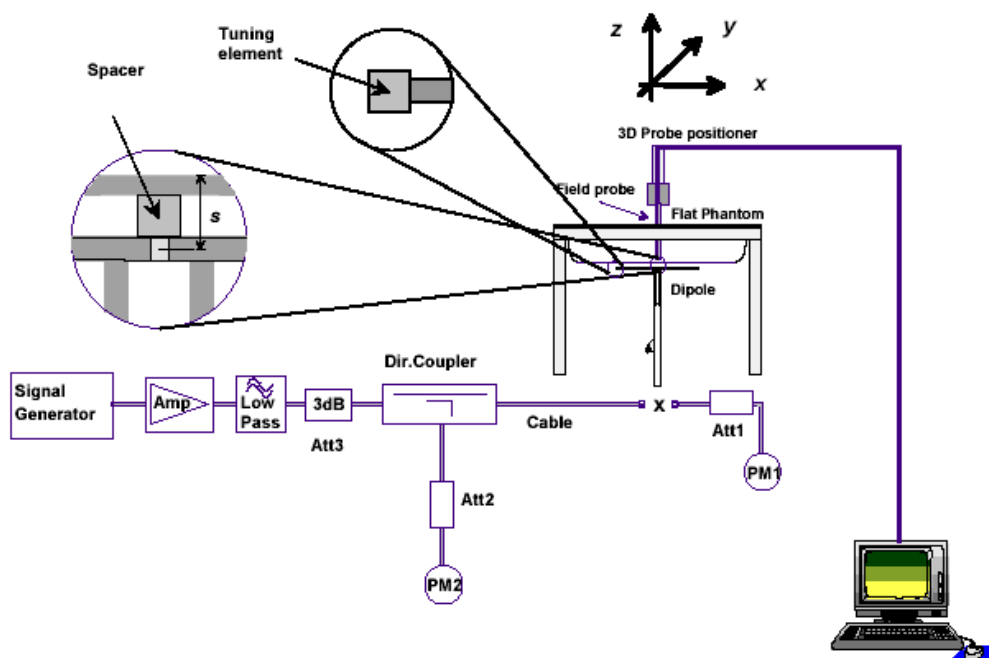 Tuning
element
Spacer
z
y
x
3D Probe positioner
Field probe
Flat Phantom
s
Dipole
Dir.Coupler
Signal
Generator
Amp
Low
Pass
3dB
Att3
Cable
x
Att1
PM1
Att2
PM2